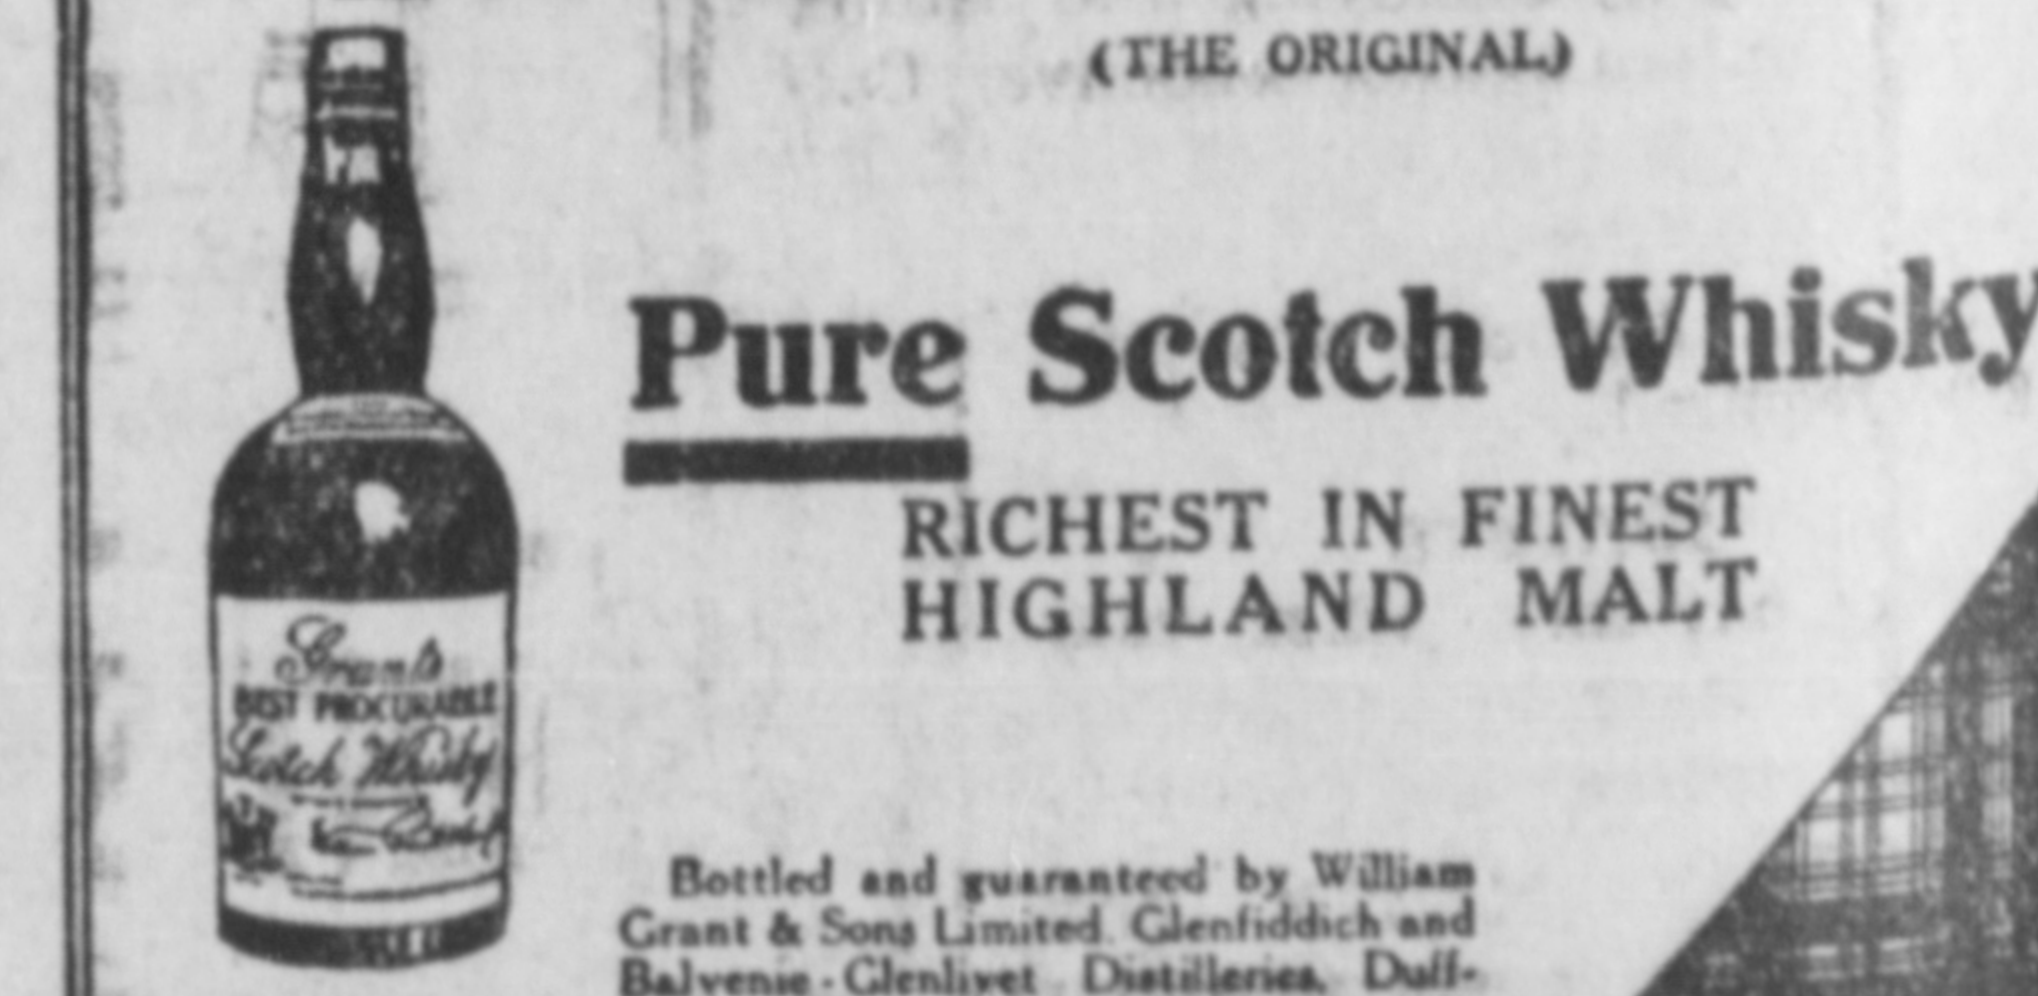 (THE ORIGINAL)
Pure Scotch Whisky
RICHEST IN FINEST
HIGHLAND MALT
Grant's
BEST PROCURABLE
Scotch Whisky
Bottled and guaranteed by William
Grant & Sons Limited. Glenfiddich and
Balvenie-Glenlivet Distilleries, Duff-